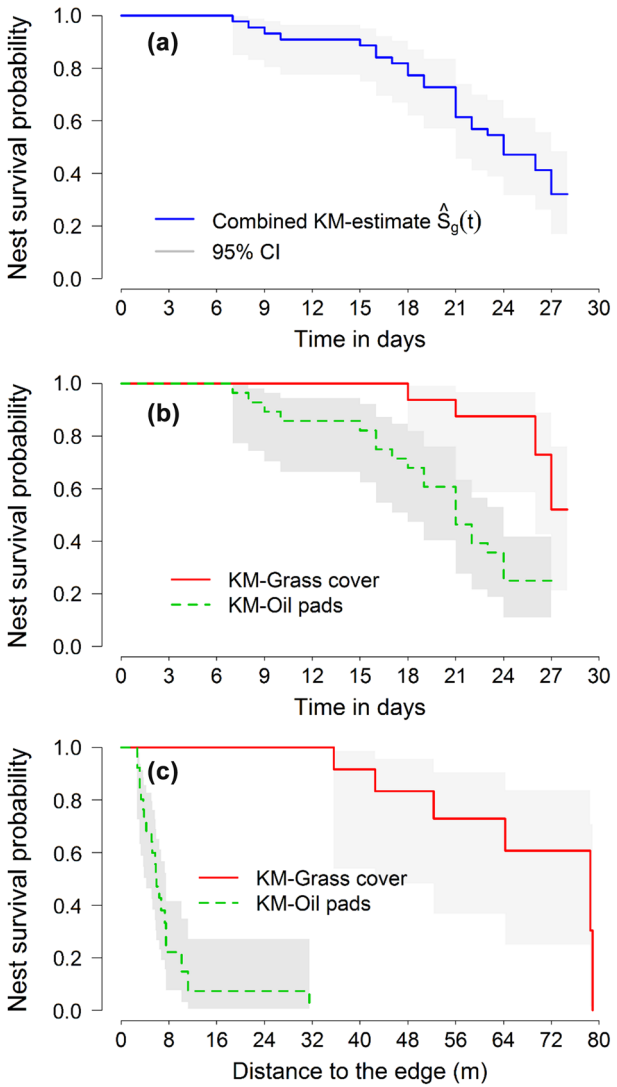 1.0
(a)
0.8
0.6
0.4
0.2
0.0
Nest survival probability
Combined KM-estimate Ŝg(t)
95% CI
0 3 6 9 12 15 18 21 24 27 30
Time in days
1.0
(b)
0.8
0.6
0.4
0.2
0.0
Nest survival probability
KM-Grass cover
KM-Oil pads
0 3 6 9 12 15 18 21 24 27 30
Time in days
1.0
(c)
0.8
0.6
0.4
0.2
0.0
Nest survival probability
KM-Grass cover
KM-Oil pads
0 8 16 24 32 40 48 56 64 72 80
Distance to the edge (m)